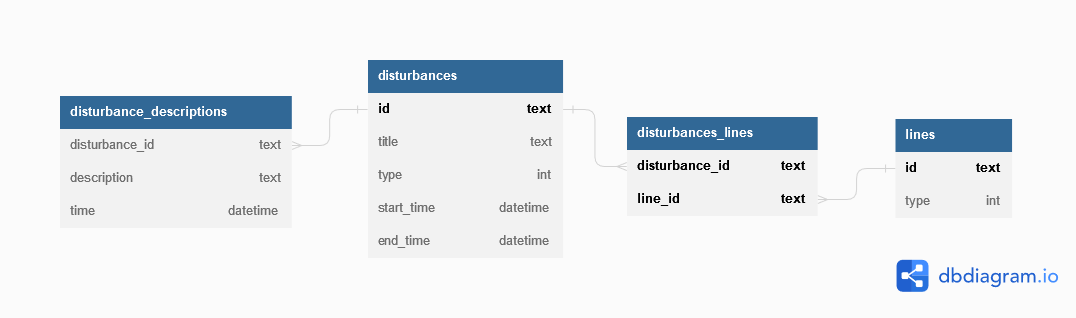 disturbance_descriptions
disturbance_id text
description text
time datetime
disturbances
id text
title text
type int
start_time datetime
end_time datetime
disturbances_lines
disturbance_id text
line_id text
lines
id text
type int
dbdiagram.io